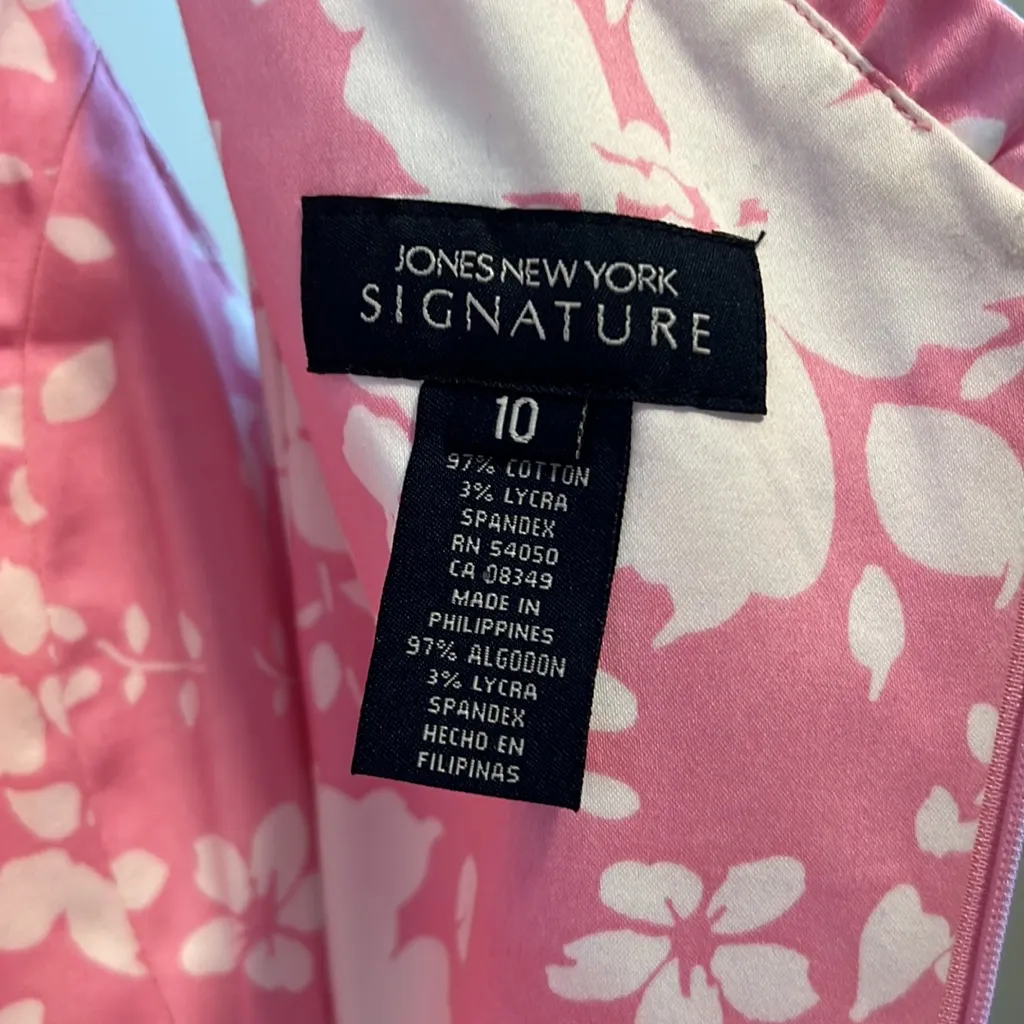 JONES NEW YORK
SIGNATURE
10
97% COTTON
3% LYCRA
SPANDEX
RN 54050
CA 08349
MADE IN
PHILIPPINES
97% ALGODON
3% LYCRA
SPANDEX
HECHO EN
FILIPINAS